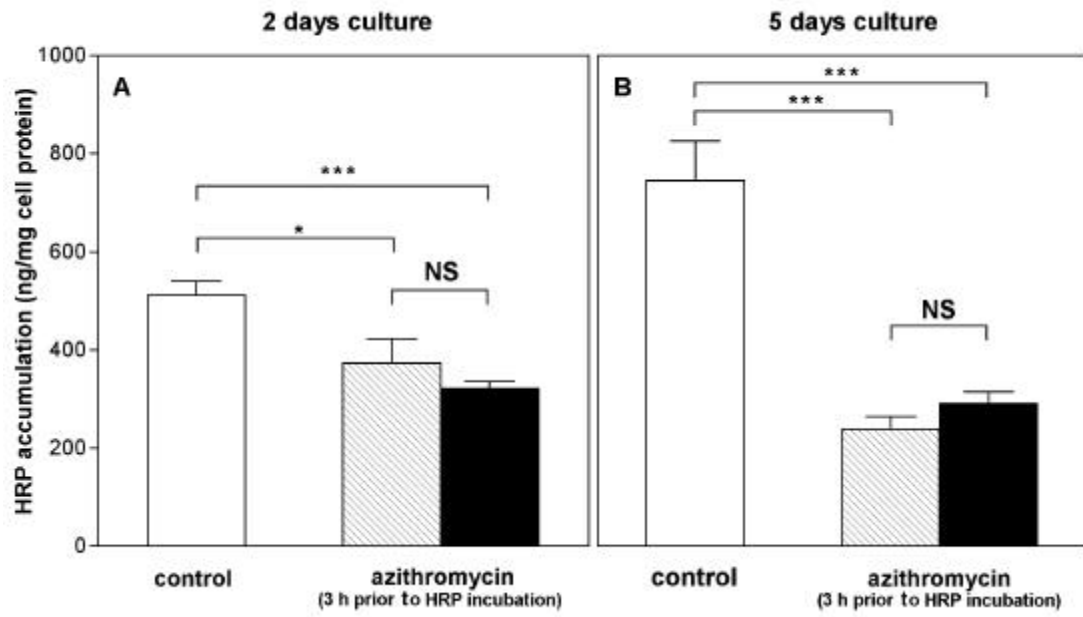 2 days culture
5 days culture
HRP accumulation (ng/mg cell protein)
1000
800
600
400
200
0
A
***
*
NS
B
***
***
NS
control
azithromycin
(3 h prior to HRP incubation)
control
azithromycin
(3 h prior to HRP incubation)